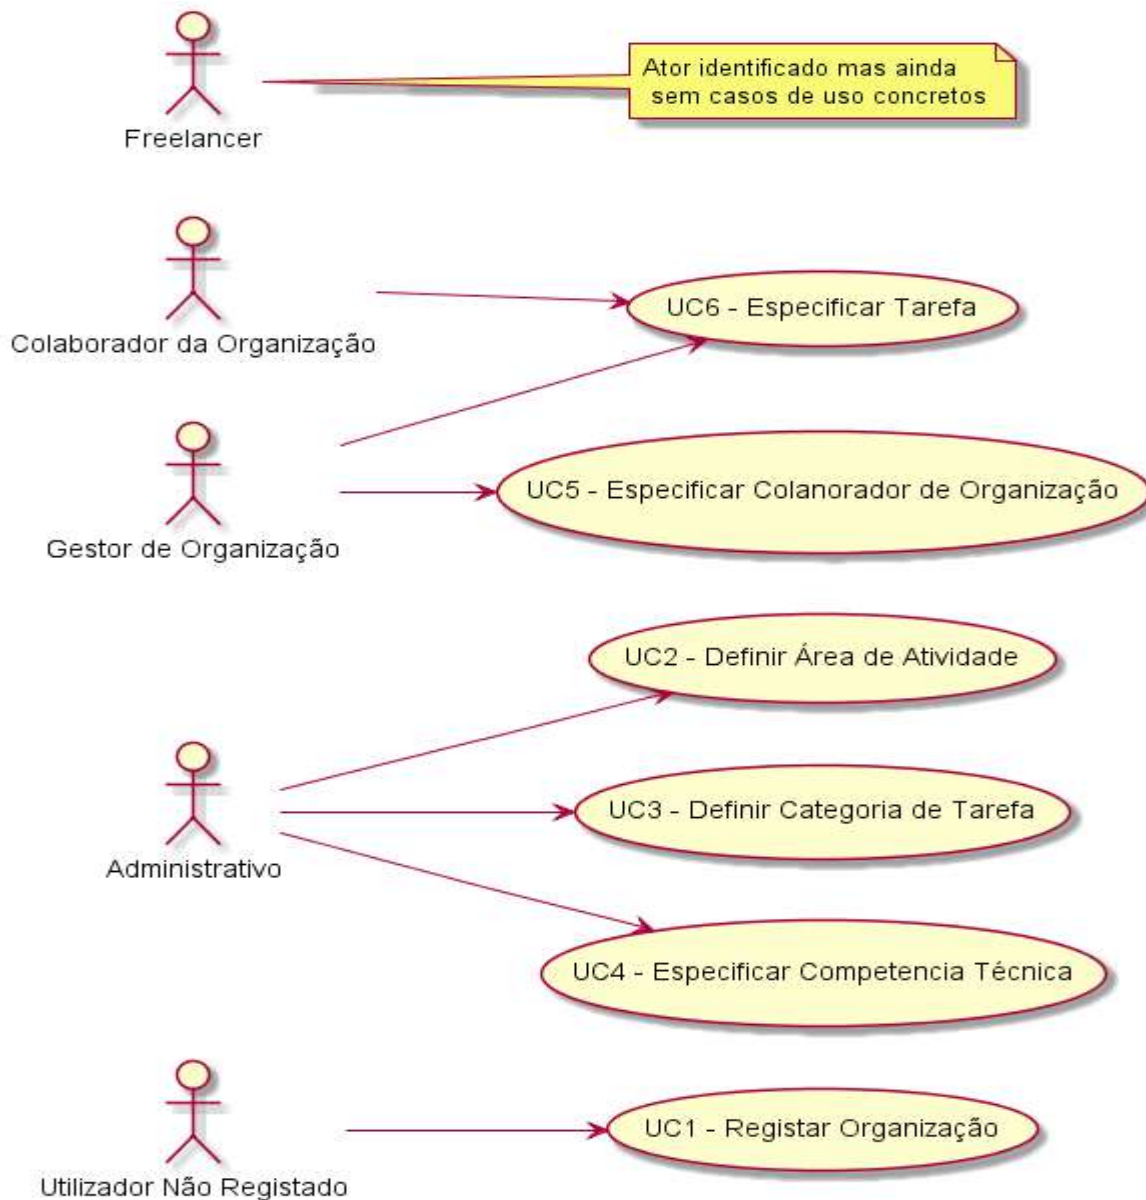 Ator identificado mas ainda
sem casos de uso concretos
Freelancer
UC6 - Especificar Tarefa
Colaborador da Organização
UC5 - Especificar Colanorador de Organização
Gestor de Organização
UC2 - Definir Área de Atividade
UC3 - Definir Categoria de Tarefa
Administrativo
UC4 - Especificar Competencia Técnica
UC1 - Registar Organização
Utilizador Não Registado